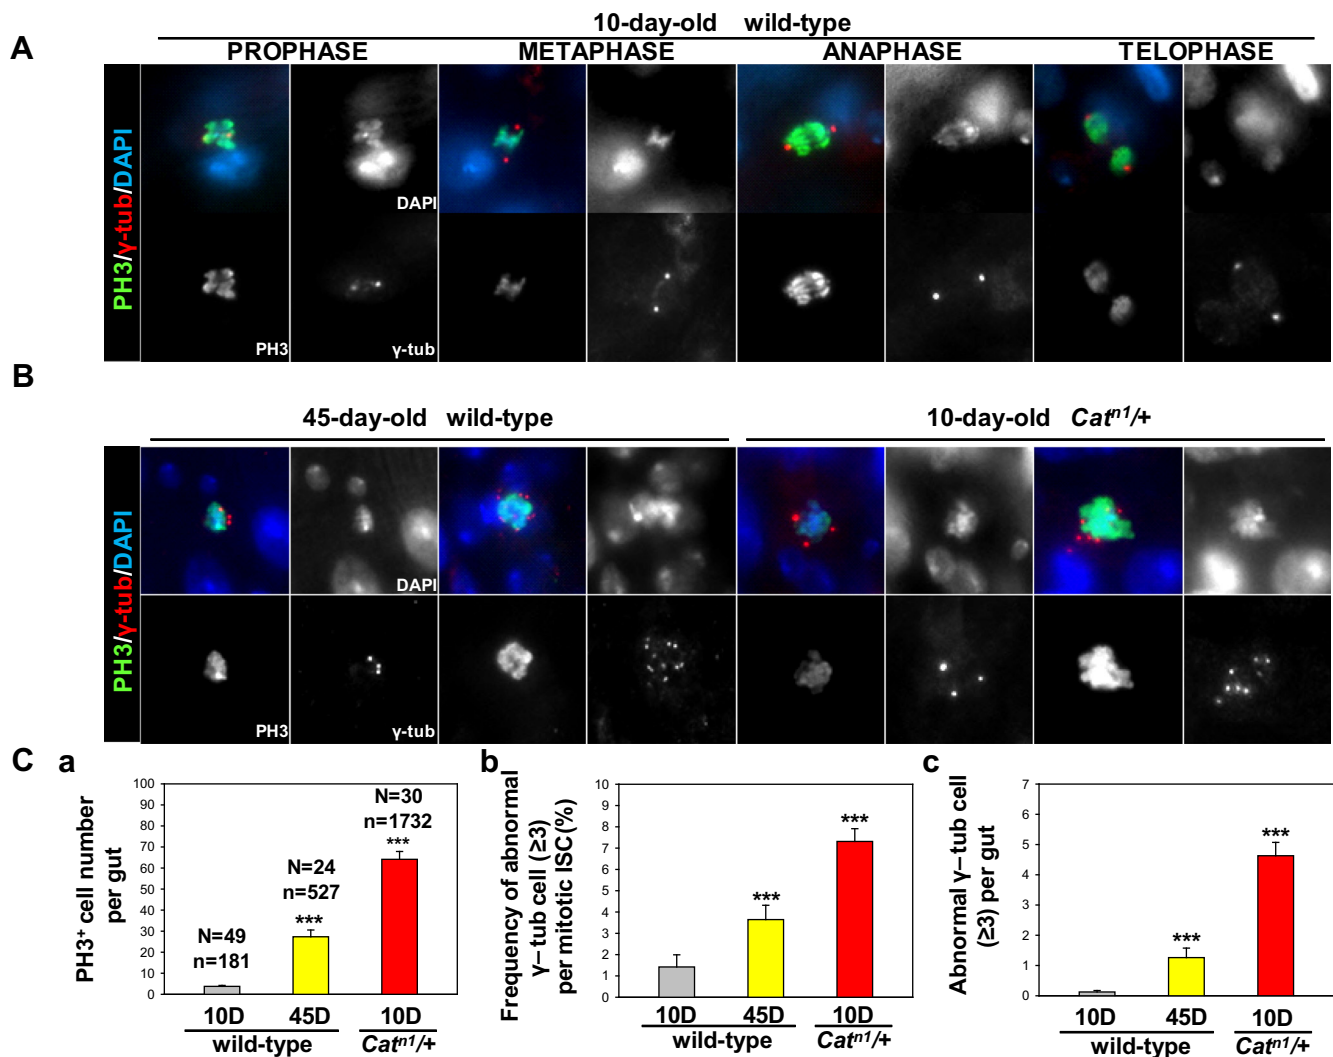 10-day-old wild-type
A
PROPHASE METAPHASE ANAPHASE TELOPHASE
PH3/γ-tub/DAPI
DAPI
PH3 γ-tub
B
45-day-old wild-type 10-day-old Catn1/+
PH3/γ-tub/DAPI
DAPI
PH3 γ-tub
C
a
PH3+ cell number
per gut
100
90
80
70
60
50
40
30
20
10
0
N=49
n=181
N=24
n=527
***
N=30
n=1732
***
10D 45D 10D
wild-type Catn1/+
b
Frequency of abnormal
γ– tub cell (≥3)
per mitotic ISC(%)
10
9
8
7
6
5
4
3
2
1
0
***
***
10D 45D 10D
wild-type Catn1/+
c
Abnormal γ– tub cell
(≥3) per gut
7
6
5
4
3
2
1
0
***
***
10D 45D 10D
wild-type Catn1/+